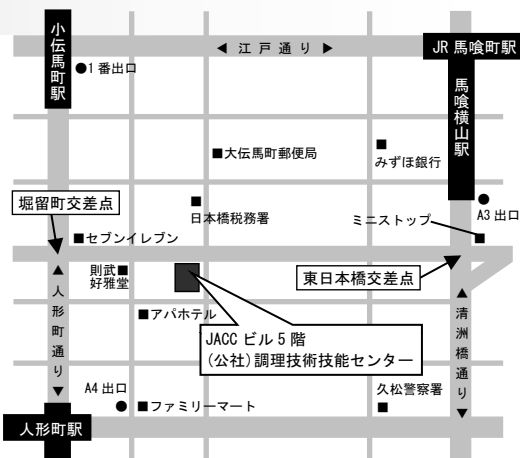 小伝馬町駅
●1番出口
◀ 江戸通り ▶
JR 馬喰町駅
馬喰横山駅
■大伝馬町郵便局
■
みずほ銀行
堀留町交差点
■
日本橋税務署
ミニストップ
●
A3 出口
■セブンイレブン
■
則武■
好雅堂
東日本橋交差点
▲人形町通り▼
■アパホテル
▲清洲橋通り▼
JACC ビル 5 階
(公社)調理技術技能センター
A4 出口
●
■ファミリーマート
久松警察署
■
人形町駅